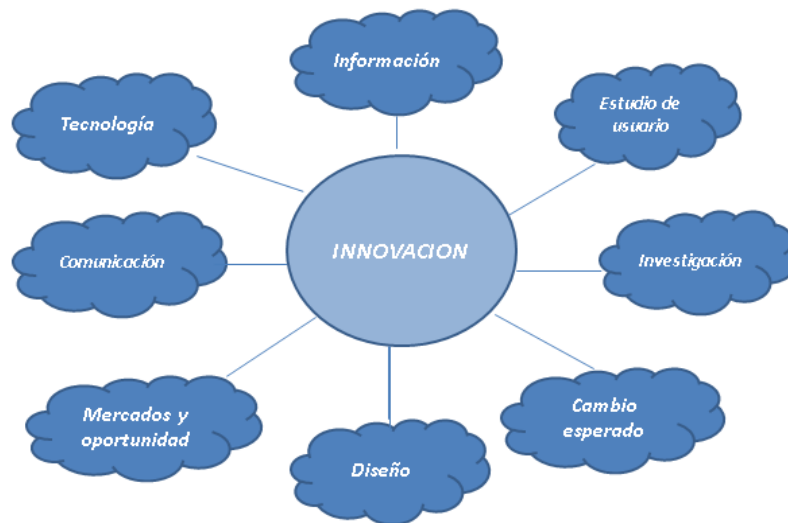 Información
Tecnología
Estudio de
usuario
INNOVACION
Comunicación
Investigación
Mercados y
oportunidad
Cambio
esperado
Diseño